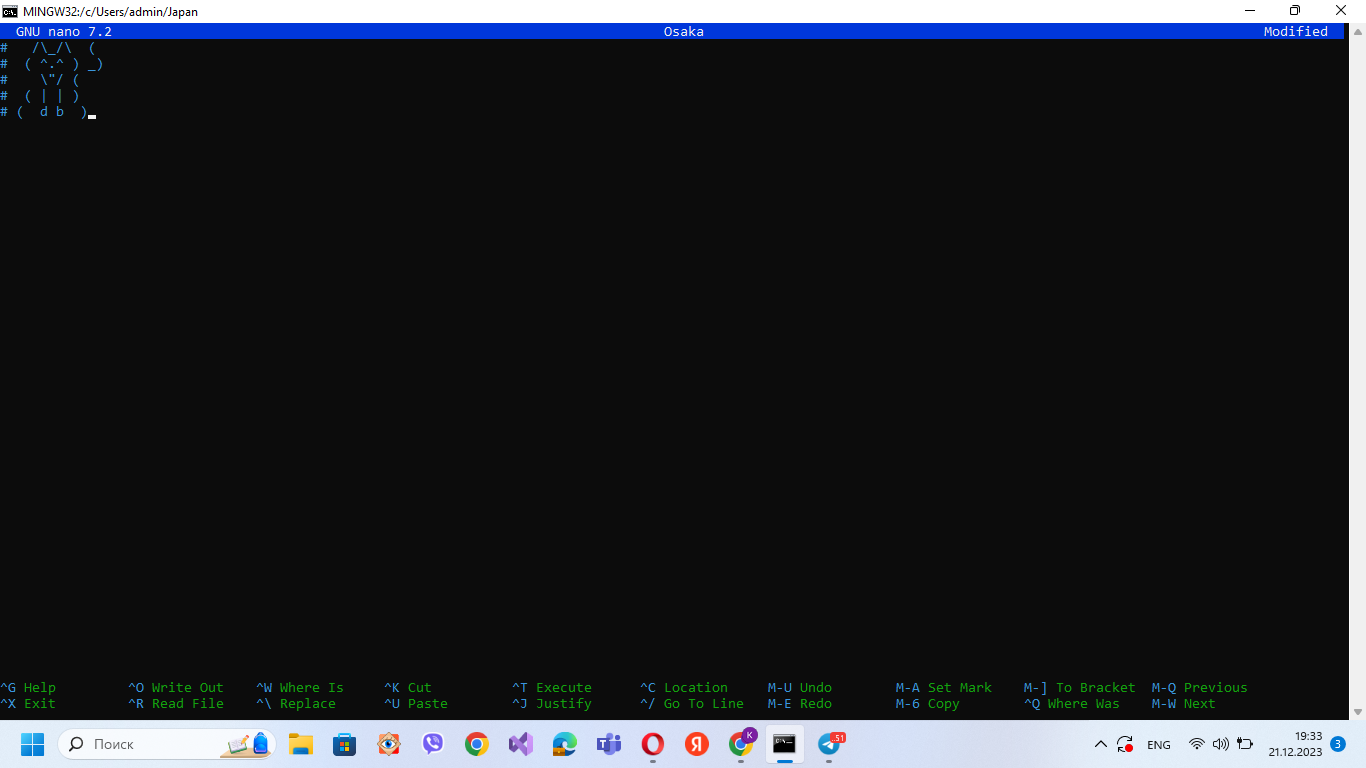 MINGW32:/c/Users/admin/Japan
GNU nano 7.2 Osaka Modified
#   /\_/\  (
#  ( ^.^ ) _)
#    \"/ (
#  ( | | )
# (  d b  )
^G Help ^O Write Out ^W Where Is ^K Cut ^T Execute ^C Location M-U Undo M-A Set Mark M-] To Bracket M-Q Previous
^X Exit ^R Read File ^\ Replace ^U Paste ^J Justify ^/ Go To Line M-E Redo M-6 Copy ^Q Where Was M-W Next
Поиск Я K 51 ENG 19:33 3
21.12.2023